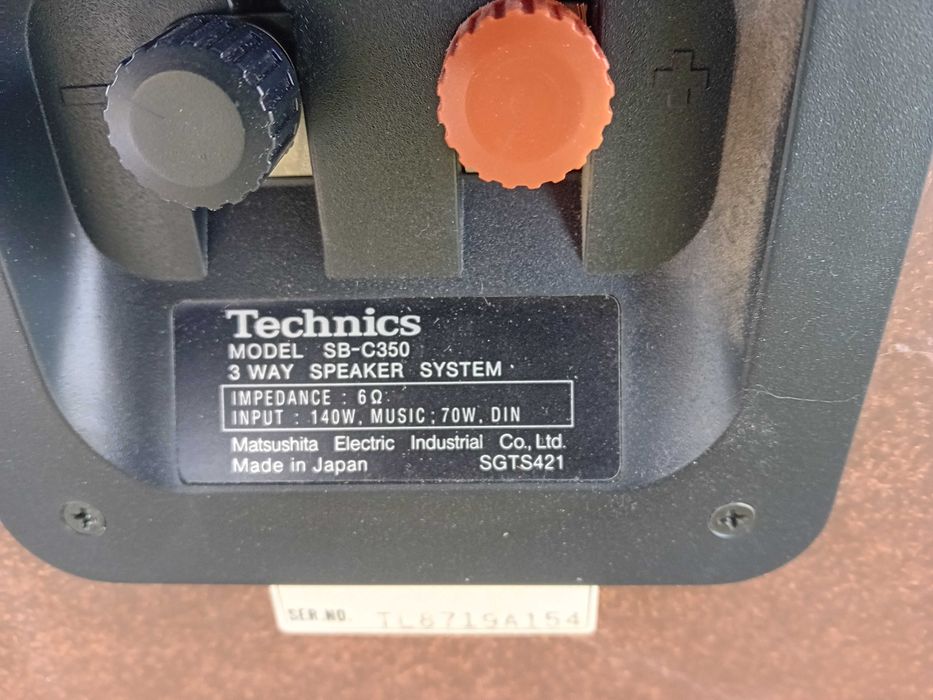 - +
Technics
MODEL SB-C350
3 WAY SPEAKER SYSTEM
IMPEDANCE : 6Ω
INPUT : 140W, MUSIC ; 70W, DIN
Matsushita Electric Industrial Co., Ltd.
Made in Japan SGTS421
SER.NO. TL8719A154